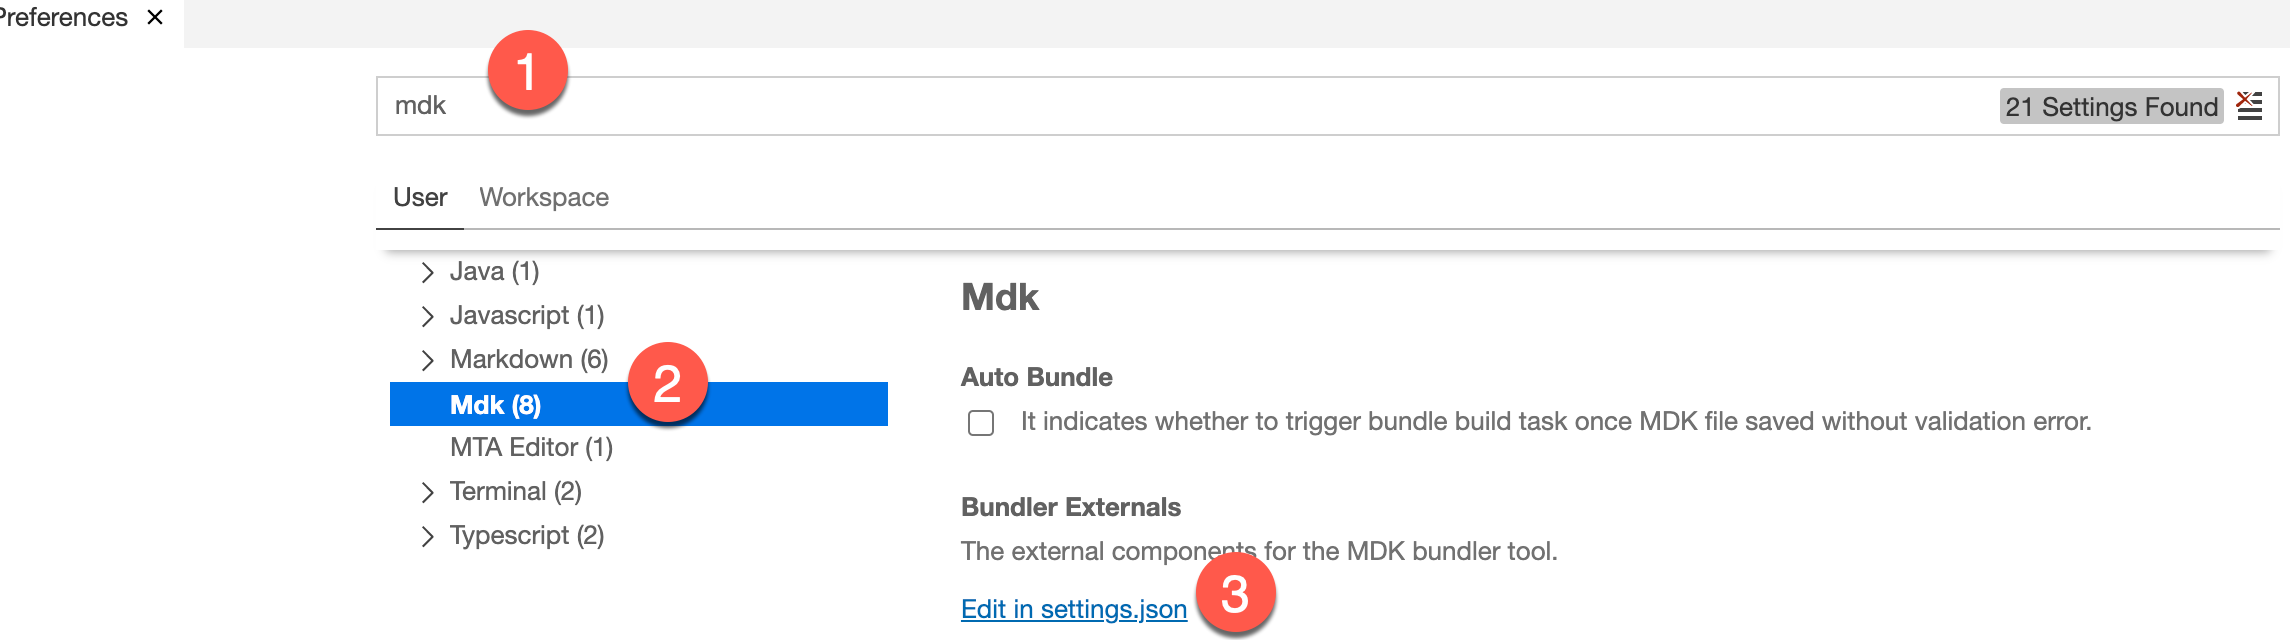 Preferences
1
mdk
21 Settings Found
User Workspace
Java (1)
Javascript (1)
Markdown (6)
2
Mdk (8)
MTA Editor (1)
Terminal (2)
Typescript (2)
Mdk
Auto Bundle
It indicates whether to trigger bundle build task once MDK file saved without validation error.
Bundler Externals
The external components for the MDK bundler tool.
Edit in settings.json
3